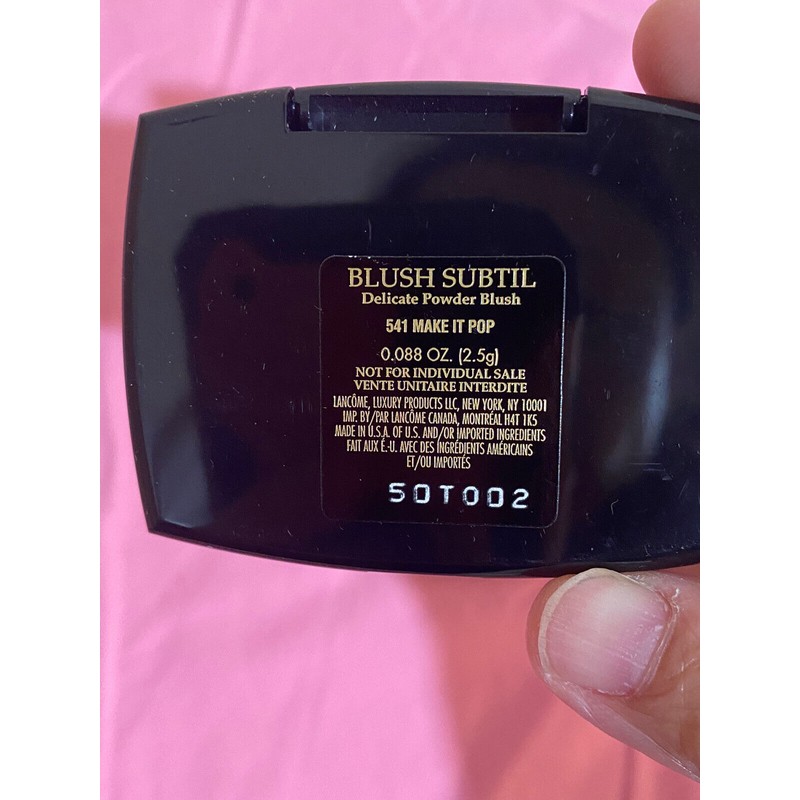 BLUSH SUBTIL
Delicate Powder Blush
541 MAKE IT POP
0.088 OZ. (2.5g)
NOT FOR INDIVIDUAL SALE
VENTE UNITAIRE INTERDITE
LANCÔME, LUXURY PRODUCTS LLC, NEW YORK, NY 10001
IMP. BY/PAR LANCÔME CANADA, MONTRÉAL H4T 1K5
MADE IN U.S.A. OF U.S. AND/OR IMPORTED INGREDIENTS
FAIT AUX É.-U. AVEC DES INGRÉDIENTS AMÉRICAINS
ET/OU IMPORTÉS
50T002